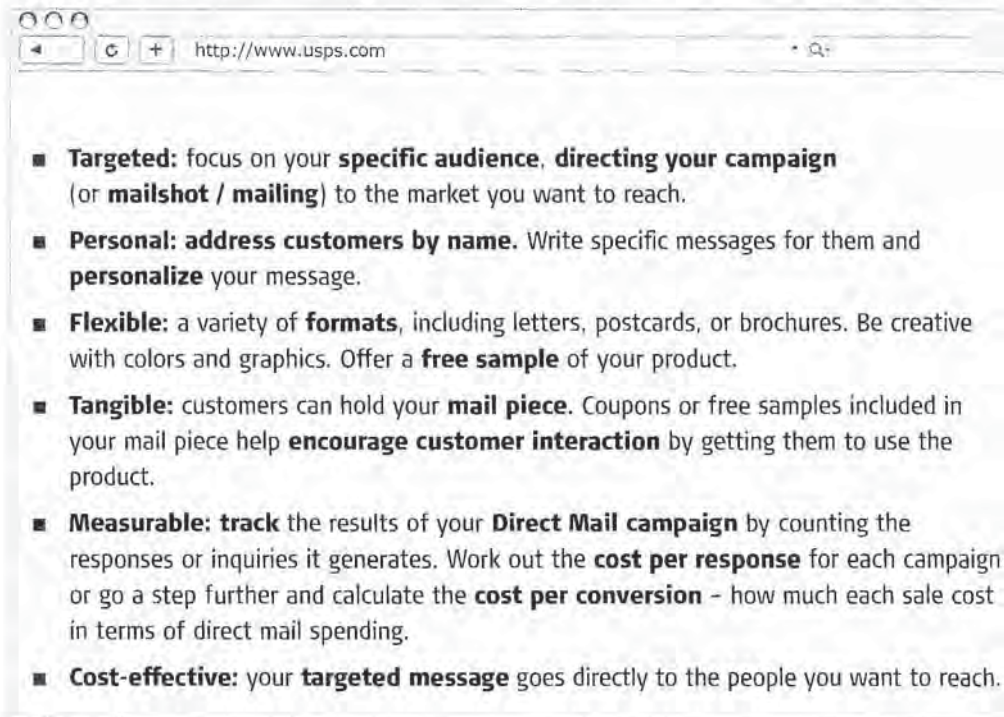 http://www.usps.com
Targeted: focus on your specific audience, directing your campaign
(or mailshot / mailing) to the market you want to reach.
Personal: address customers by name. Write specific messages for them and
personalize your message.
Flexible: a variety of formats, including letters, postcards, or brochures. Be creative
with colors and graphics. Offer a free sample of your product.
Tangible: customers can hold your mail piece. Coupons or free samples included in
your mail piece help encourage customer interaction by getting them to use the
product.
Measurable: track the results of your Direct Mail campaign by counting the
responses or inquiries it generates. Work out the cost per response for each campaign
or go a step further and calculate the cost per conversion – how much each sale cost
in terms of direct mail spending.
Cost-effective: your targeted message goes directly to the people you want to reach.